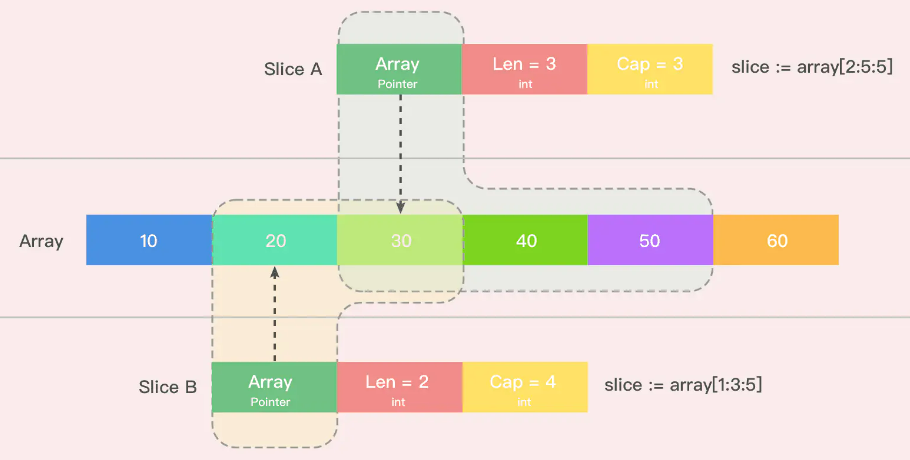 Slice A
Array
Pointer
Len = 3
int
Cap = 3
int
slice := array[2:5:5]
Array
10
20
30
40
50
60
Slice B
Array
Pointer
Len = 2
int
Cap = 4
int
slice := array[1:3:5]